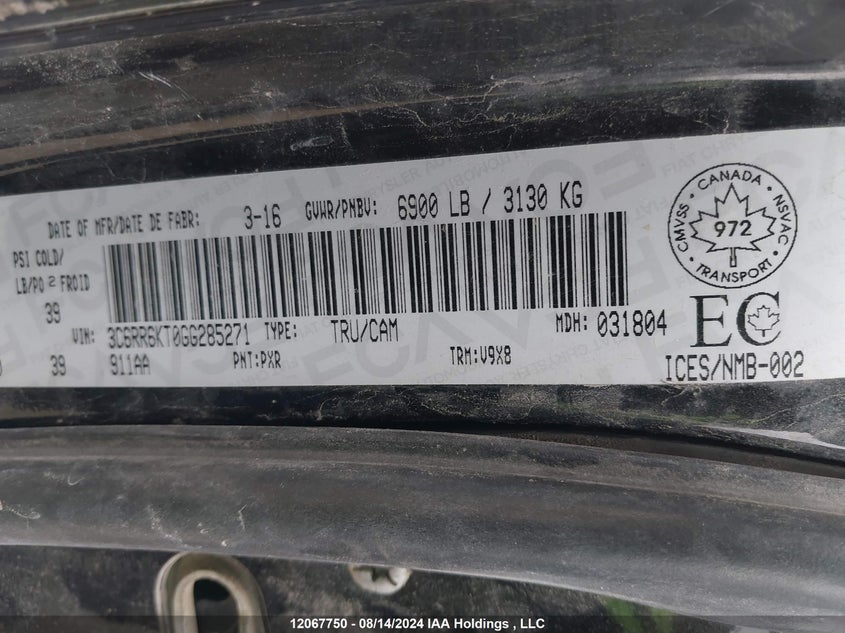 DATE OF MFR/DATE DE FABR: 3-16 GVWR/PNBV: 6900 LB / 3130 KG
PSI COLD/
LB/PO 2 FROID
39
VIN: 3C6RR6KT0GG285271 TYPE: TRU/CAM MDH: 031804
39 911AA PNT:PXR TRM:V9X8
CANADA
CMVSS 972 NSVAC
TRANSPORT
EC
ICES/NMB-002
12067750 - 08/14/2024 IAA Holdings , LLC